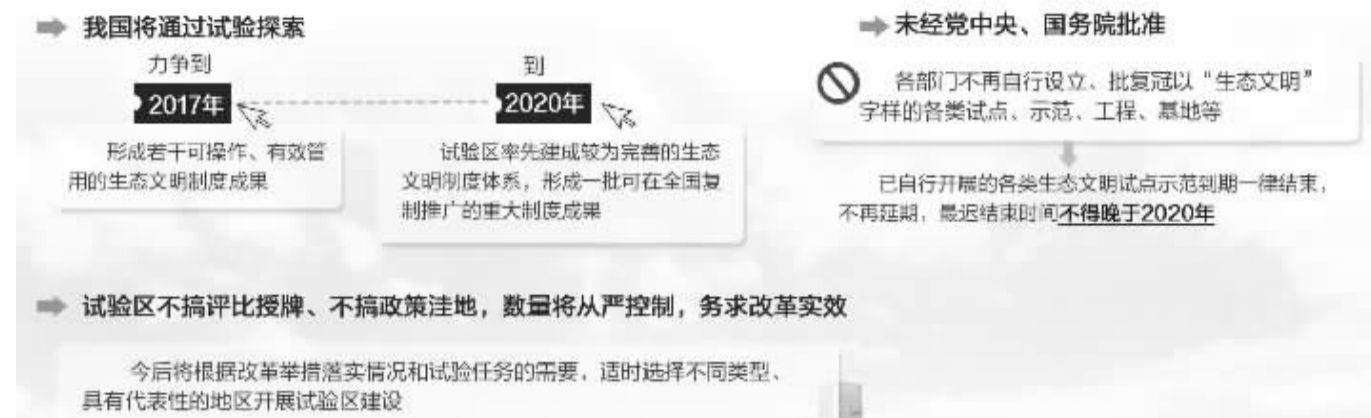 我国将通过试验探索
力争到
2017年
形成若干可操作、有效管
用的生态文明制度成果
到
2020年
试验区率先建成较为完善的生态
文明制度体系，形成一批可在全国复
制推广的重大制度成果
未经党中央、国务院批准
各部门不再自行设立、批复冠以“生态文明”
字样的各类试点、示范、工程、基地等
已自行开展的各类生态文明试点示范到期一律结束，
不再延期，最迟结束时间不得晚于2020年
试验区不搞评比授牌、不搞政策洼地，数量将从严控制，务求改革实效
今后将根据改革举措落实情况和试验任务的需要，适时选择不同类型、
具有代表性的地区开展试验区建设